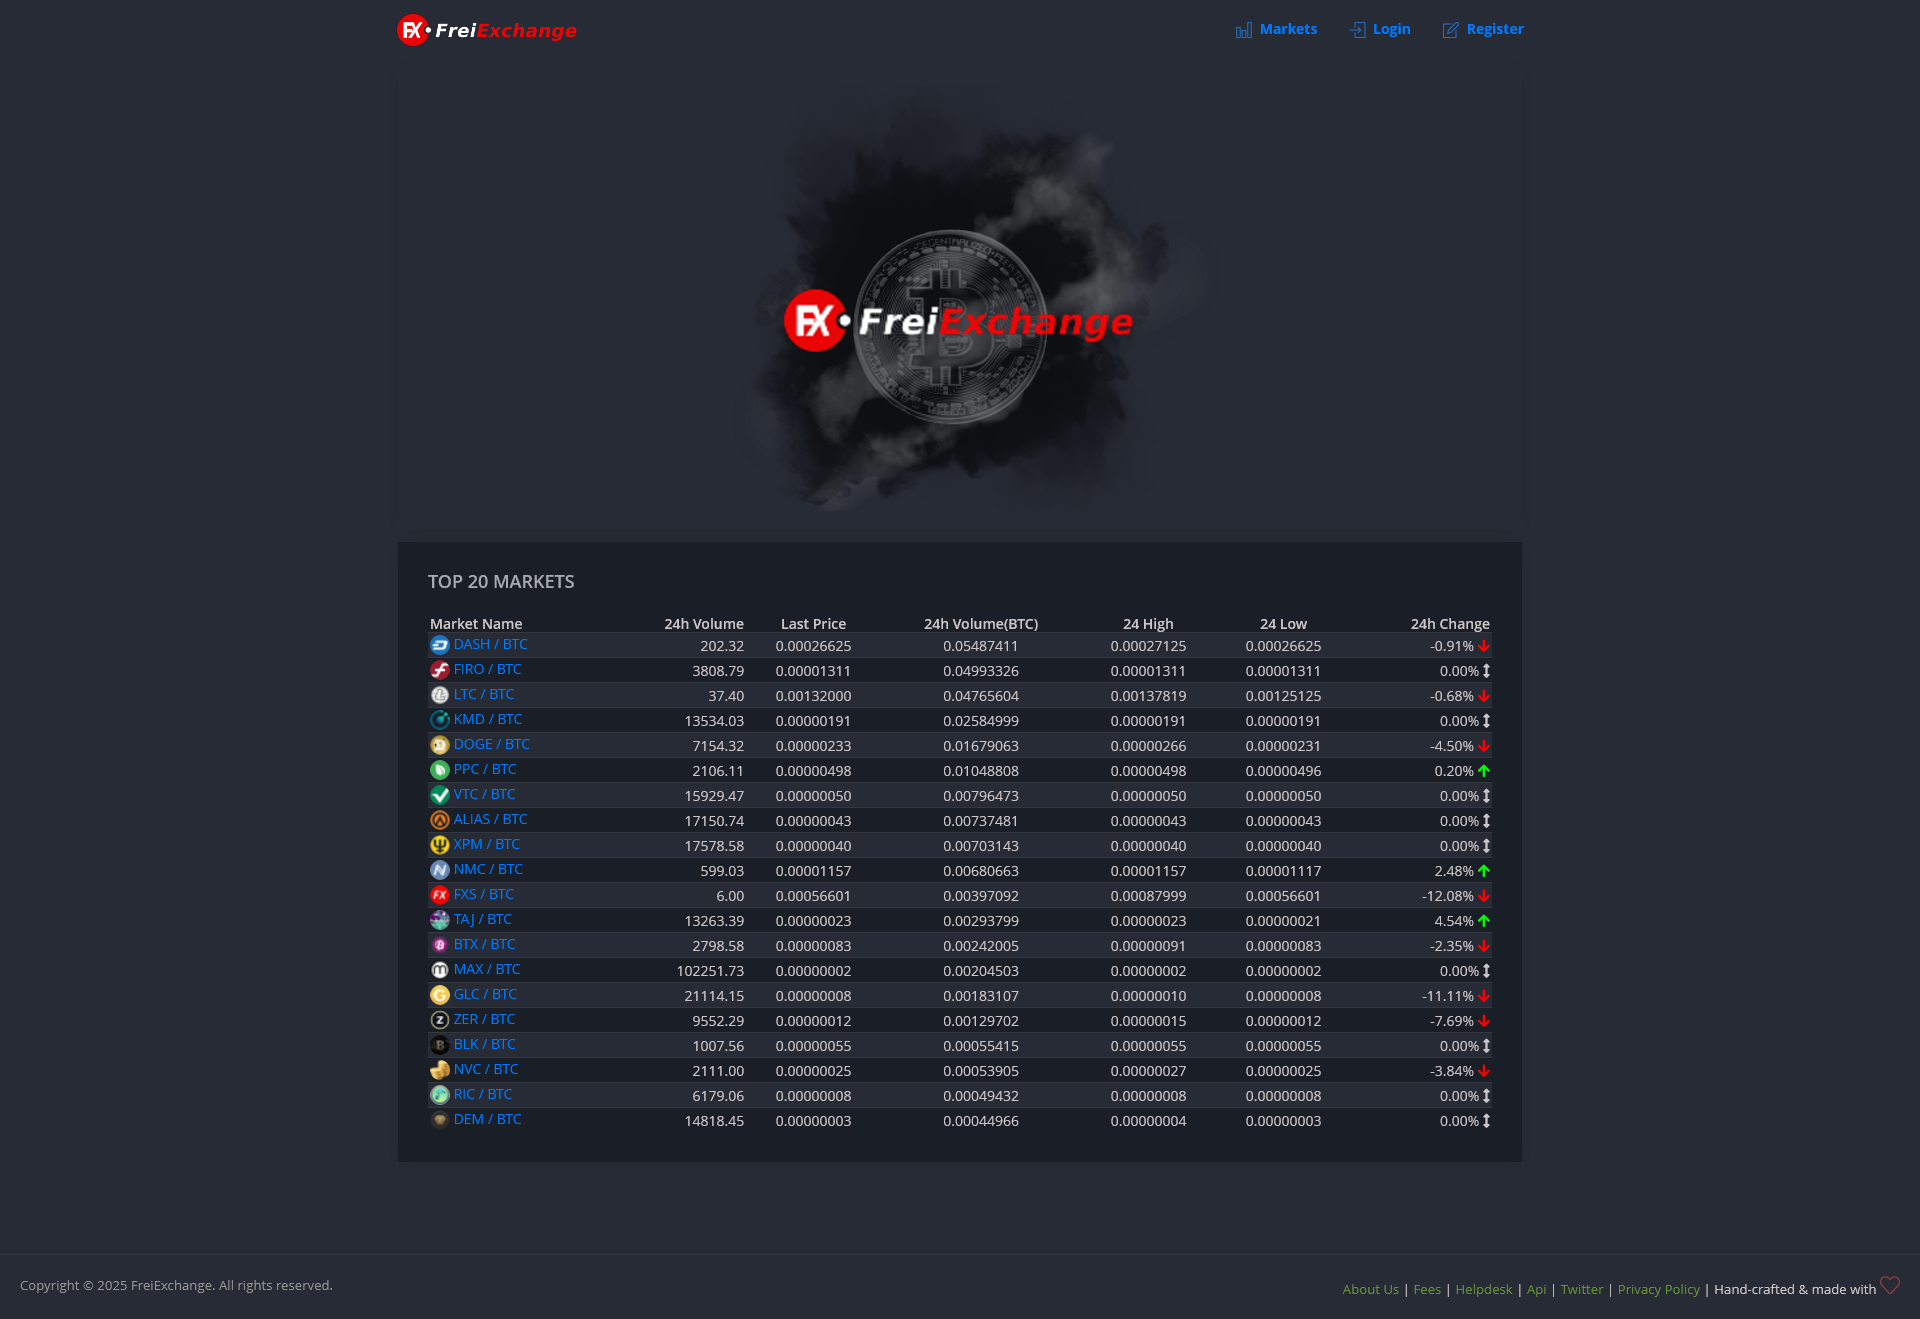 FX FreiExchange
Markets Login Register
FX FreiExchange
TOP 20 MARKETS
Market Name 24h Volume Last Price 24h Volume(BTC) 24 High 24 Low 24h Change
DASH / BTC 202.32 0.00026625 0.05487411 0.00027125 0.00026625 -0.91%
FIRO / BTC 3808.79 0.00001311 0.04993326 0.00001311 0.00001311 0.00%
LTC / BTC 37.40 0.00132000 0.04765604 0.00137819 0.00125125 -0.68%
KMD / BTC 13534.03 0.00000191 0.02584999 0.00000191 0.00000191 0.00%
DOGE / BTC 7154.32 0.00000233 0.01679063 0.00000266 0.00000231 -4.50%
PPC / BTC 2106.11 0.00000498 0.01048808 0.00000498 0.00000496 0.20%
VTC / BTC 15929.47 0.00000050 0.00796473 0.00000050 0.00000050 0.00%
ALIAS / BTC 17150.74 0.00000043 0.00737481 0.00000043 0.00000043 0.00%
XPM / BTC 17578.58 0.00000040 0.00703143 0.00000040 0.00000040 0.00%
NMC / BTC 599.03 0.00001157 0.00680663 0.00001157 0.00001117 2.48%
FXS / BTC 6.00 0.00056601 0.00397092 0.00087999 0.00056601 -12.08%
TAJ / BTC 13263.39 0.00000023 0.00293799 0.00000023 0.00000021 4.54%
BTX / BTC 2798.58 0.00000083 0.00242005 0.00000091 0.00000083 -2.35%
MAX / BTC 102251.73 0.00000002 0.00204503 0.00000002 0.00000002 0.00%
GLC / BTC 21114.15 0.00000008 0.00183107 0.00000010 0.00000008 -11.11%
ZER / BTC 9552.29 0.00000012 0.00129702 0.00000015 0.00000012 -7.69%
BLK / BTC 1007.56 0.00000055 0.00055415 0.00000055 0.00000055 0.00%
NVC / BTC 2111.00 0.00000025 0.00053905 0.00000027 0.00000025 -3.84%
RIC / BTC 6179.06 0.00000008 0.00049432 0.00000008 0.00000008 0.00%
DEM / BTC 14818.45 0.00000003 0.00044966 0.00000004 0.00000003 0.00%
Copyright © 2025 FreiExchange. All rights reserved.
About Us | Fees | Helpdesk | Api | Twitter | Privacy Policy | Hand-crafted & made with